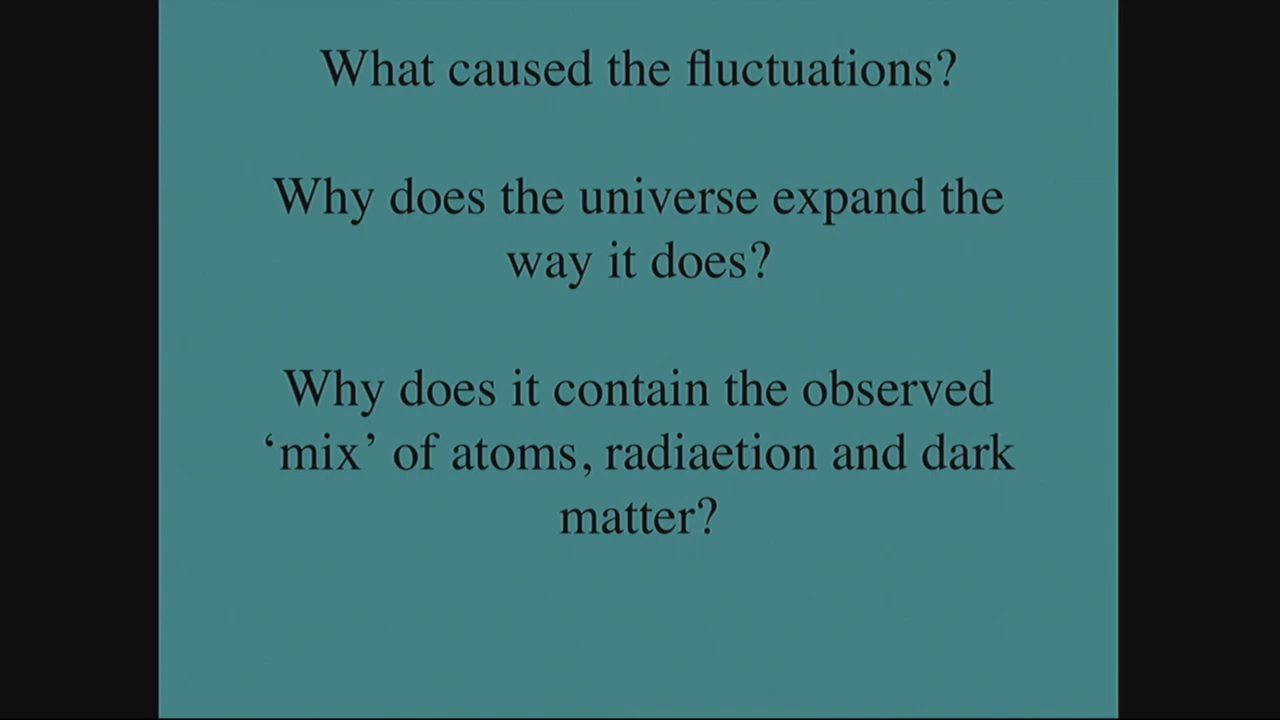 What caused the fluctuations?
Why does the universe expand the
way it does?
Why does it contain the observed
‘mix’ of atoms, radiaetion and dark
matter?